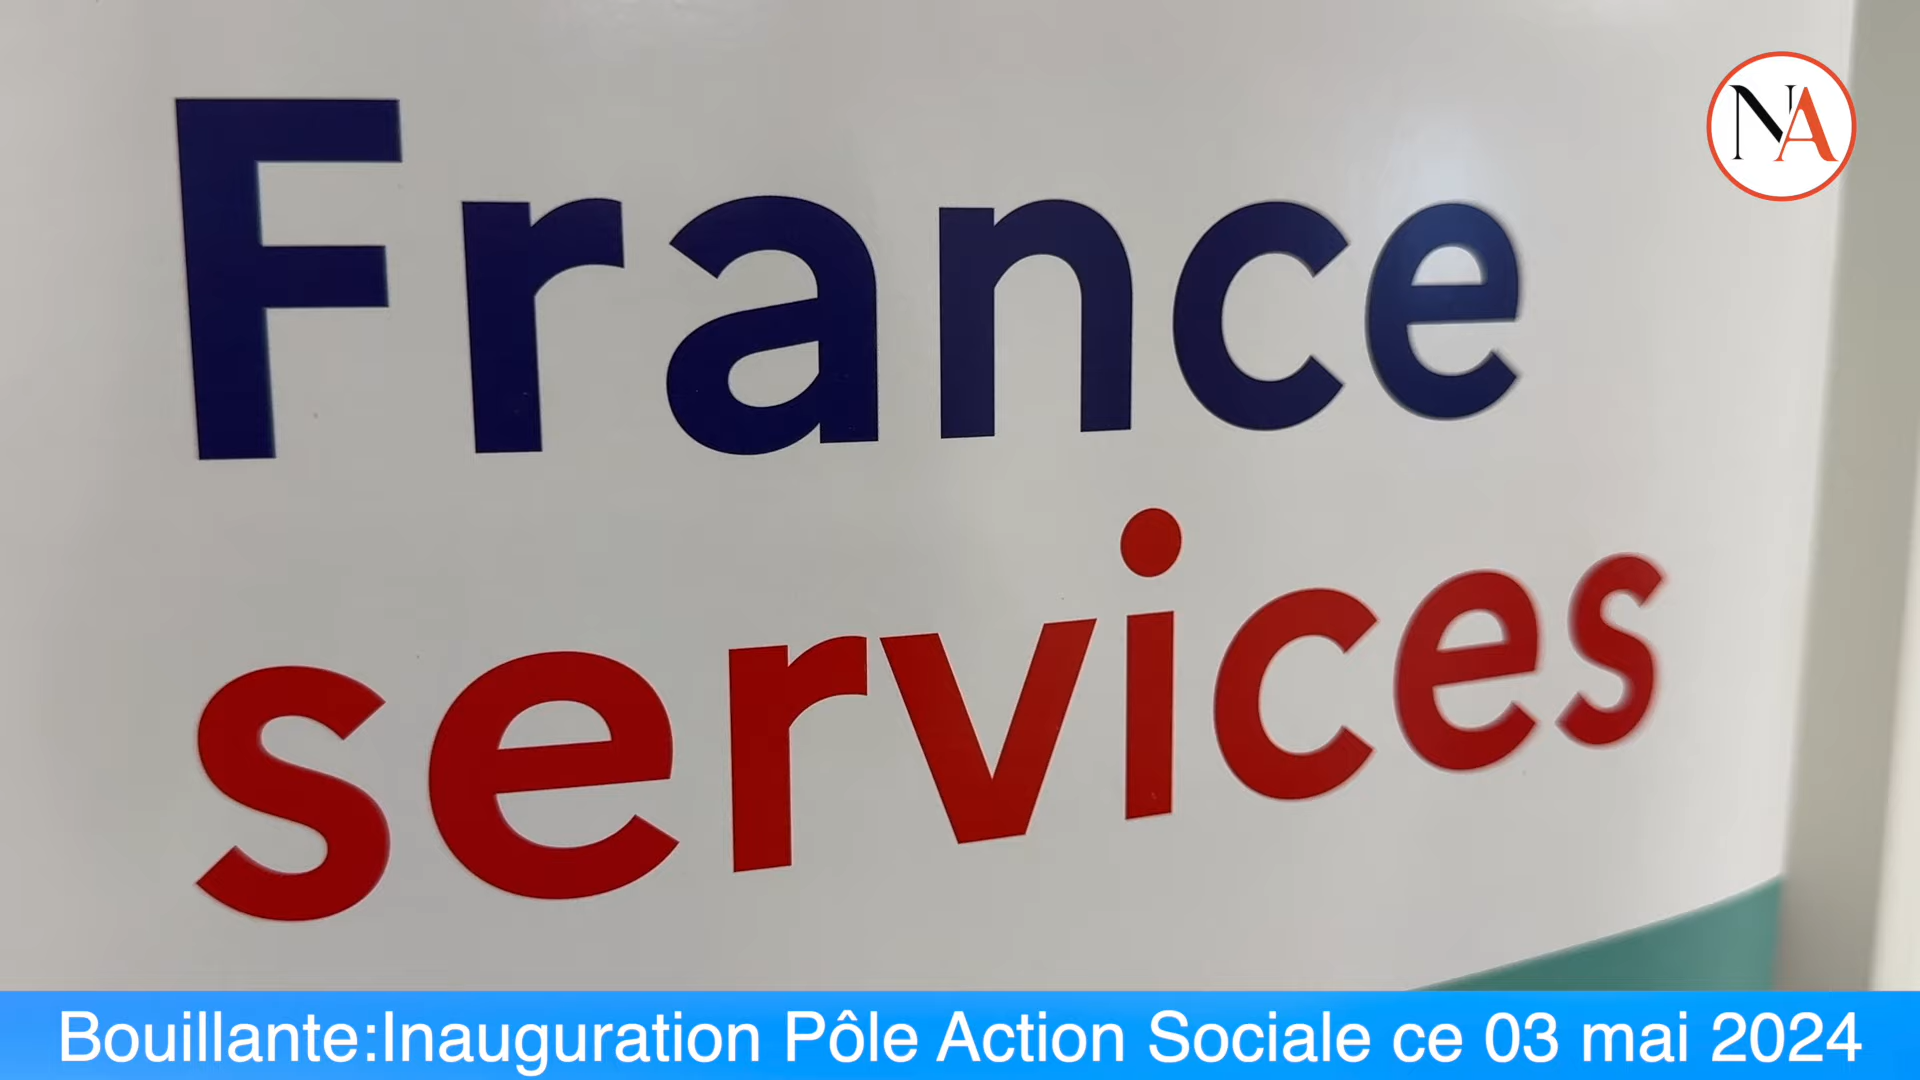 NA
France
services
Bouillante:Inauguration Pôle Action Sociale ce 03 mai 2024